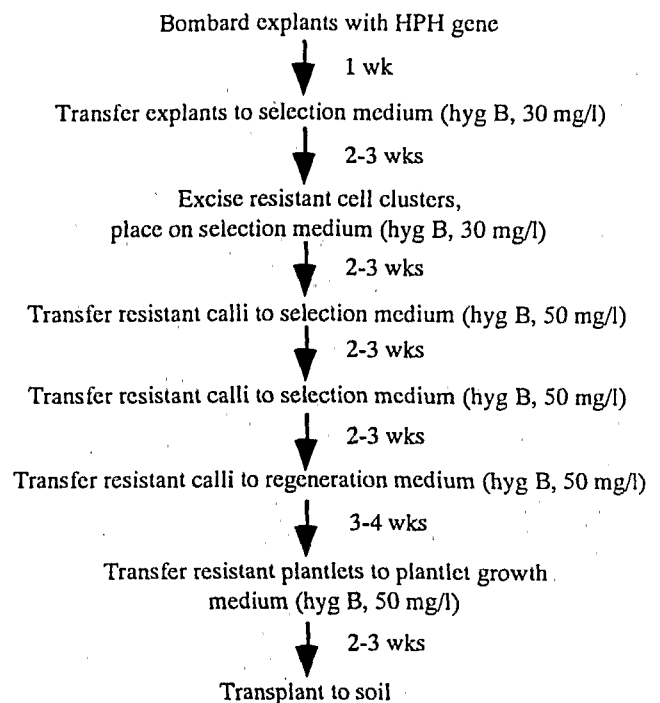 Bombard explants with HPH gene
1 wk
Transfer explants to selection medium (hyg B, 30 mg/l)
2-3 wks
Excise resistant cell clusters,
place on selection medium (hyg B, 30 mg/l)
2-3 wks
Transfer resistant calli to selection medium (hyg B, 50 mg/l)
2-3 wks
Transfer resistant calli to selection medium (hyg B, 50 mg/l)
2-3 wks
Transfer resistant calli to regeneration medium (hyg B, 50 mg/l)
3-4 wks
Transfer resistant plantlets to plantlet growth
medium (hyg B, 50 mg/l)
2-3 wks
Transplant to soil